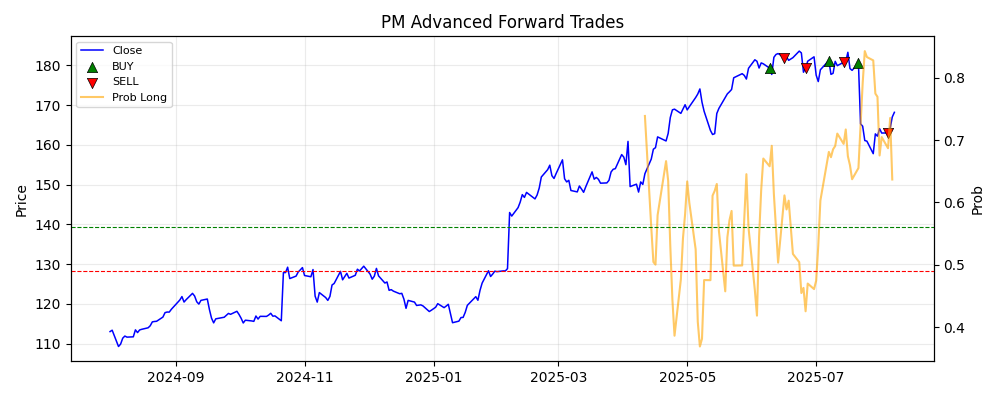 PM Advanced Forward Trades
Close
BUY
SELL
Prob Long
Price
180
170
160
150
140
130
120
110
0.8
0.7
0.6
0.5
0.4
Prob
2024-09
2024-11
2025-01
2025-03
2025-05
2025-07